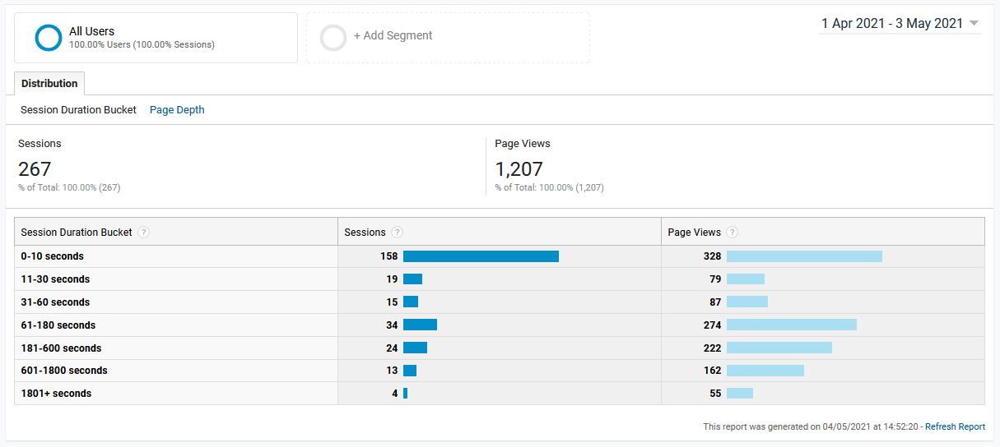 All Users
100.00% Users (100.00% Sessions)
+ Add Segment
1 Apr 2021 - 3 May 2021
Distribution
Session Duration Bucket Page Depth
Sessions
267
% of Total: 100.00% (267)
Page Views
1,207
% of Total: 100.00% (1,207)
Session Duration Bucket ? Sessions ? Page Views ?
0-10 seconds 158 328
11-30 seconds 19 79
31-60 seconds 15 87
61-180 seconds 34 274
181-600 seconds 24 222
601-1800 seconds 13 162
1801+ seconds 4 55
This report was generated on 04/05/2021 at 14:52:20 - Refresh Report